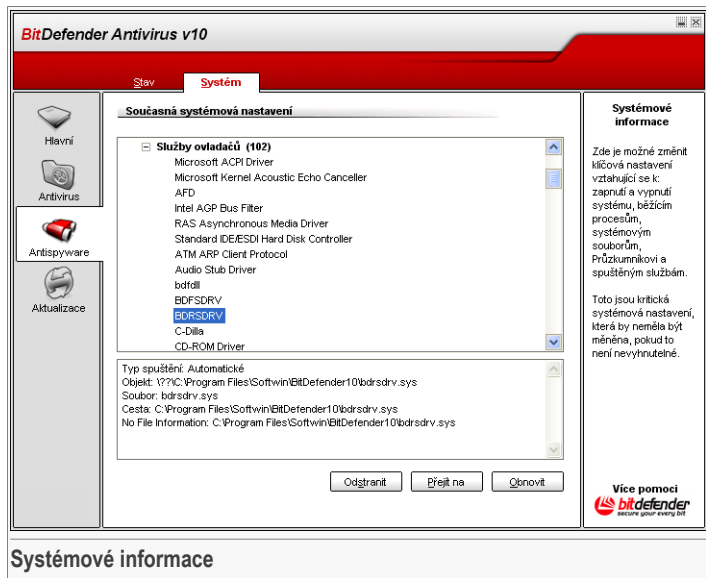 BitDefender Antivirus v10
Stav
Systém
Hlavní
Antivirus
Antispyware
Aktualizace
Současná systémová nastavení
Služby ovladačů (102)
Microsoft ACPI Driver
Microsoft Kernel Acoustic Echo Canceller
AFD
Intel AGP Bus Filter
RAS Asynchronous Media Driver
Standard IDE/ESDI Hard Disk Controller
ATM ARP Client Protocol
Audio Stub Driver
bdfdll
BDFSDRV
BDRSDRV
C-Dilla
CD-ROM Driver
Typ spuštění: Automatické
Objekt: \??\C:\Program Files\Softwin\BitDefender10\bdrsdrv.sys
Soubor: bdrsdrv.sys
Cesta: C:\Program Files\Softwin\BitDefender10\bdrsdrv.sys
No File Information: C:\Program Files\Softwin\BitDefender10\bdrsdrv.sys
Odstranit
Přejít na
Obnovit
Systémové
informace
Zde je možné změnit
klíčová nastavení
vztahující se k:
zapnutí a vypnutí
systému, běžícím
procesům,
systémovým
souborům,
Průzkumníkovi a
spuštěným službám.
Toto jsou kritická
systémová nastavení,
která by neměla být
měněna, pokud to
není nevyhnutelné.
Více pomoci
bitdefender
secure your every bit
Systémové informace